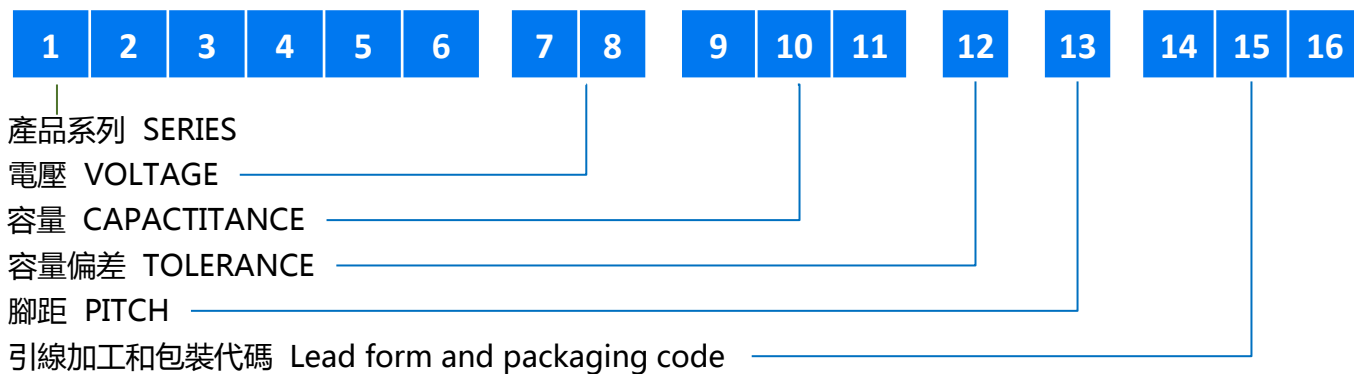 1 2 3 4 5 6 7 8 9 10 11 12 13 14 15 16
產品系列 SERIES
電壓 VOLTAGE
容量 CAPACTITANCE
容量偏差 TOLERANCE
腳距 PITCH
引線加工和包裝代碼 Lead form and packaging code